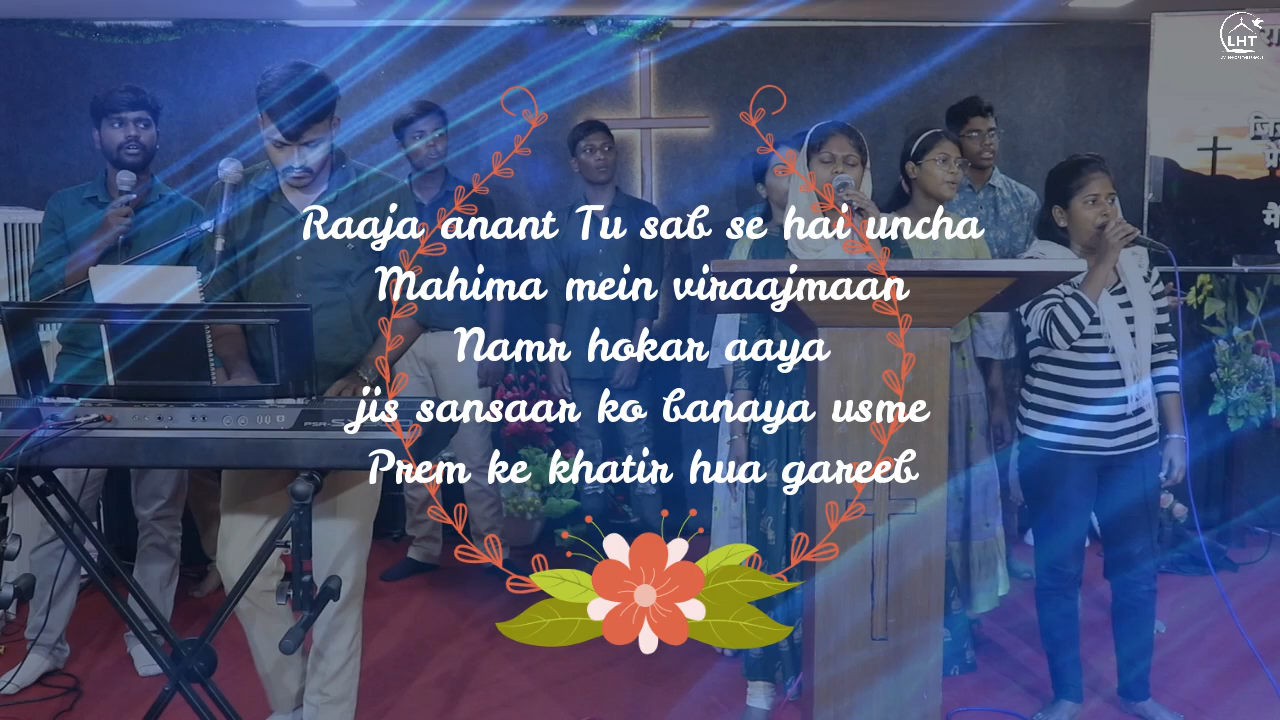 LHT
Raaja anant Tu sab se hai uncha
Mahima mein viraajmaan
Namr hokar aaya
jis sansaar ko banaya usme
Prem ke khatir hua gareeb